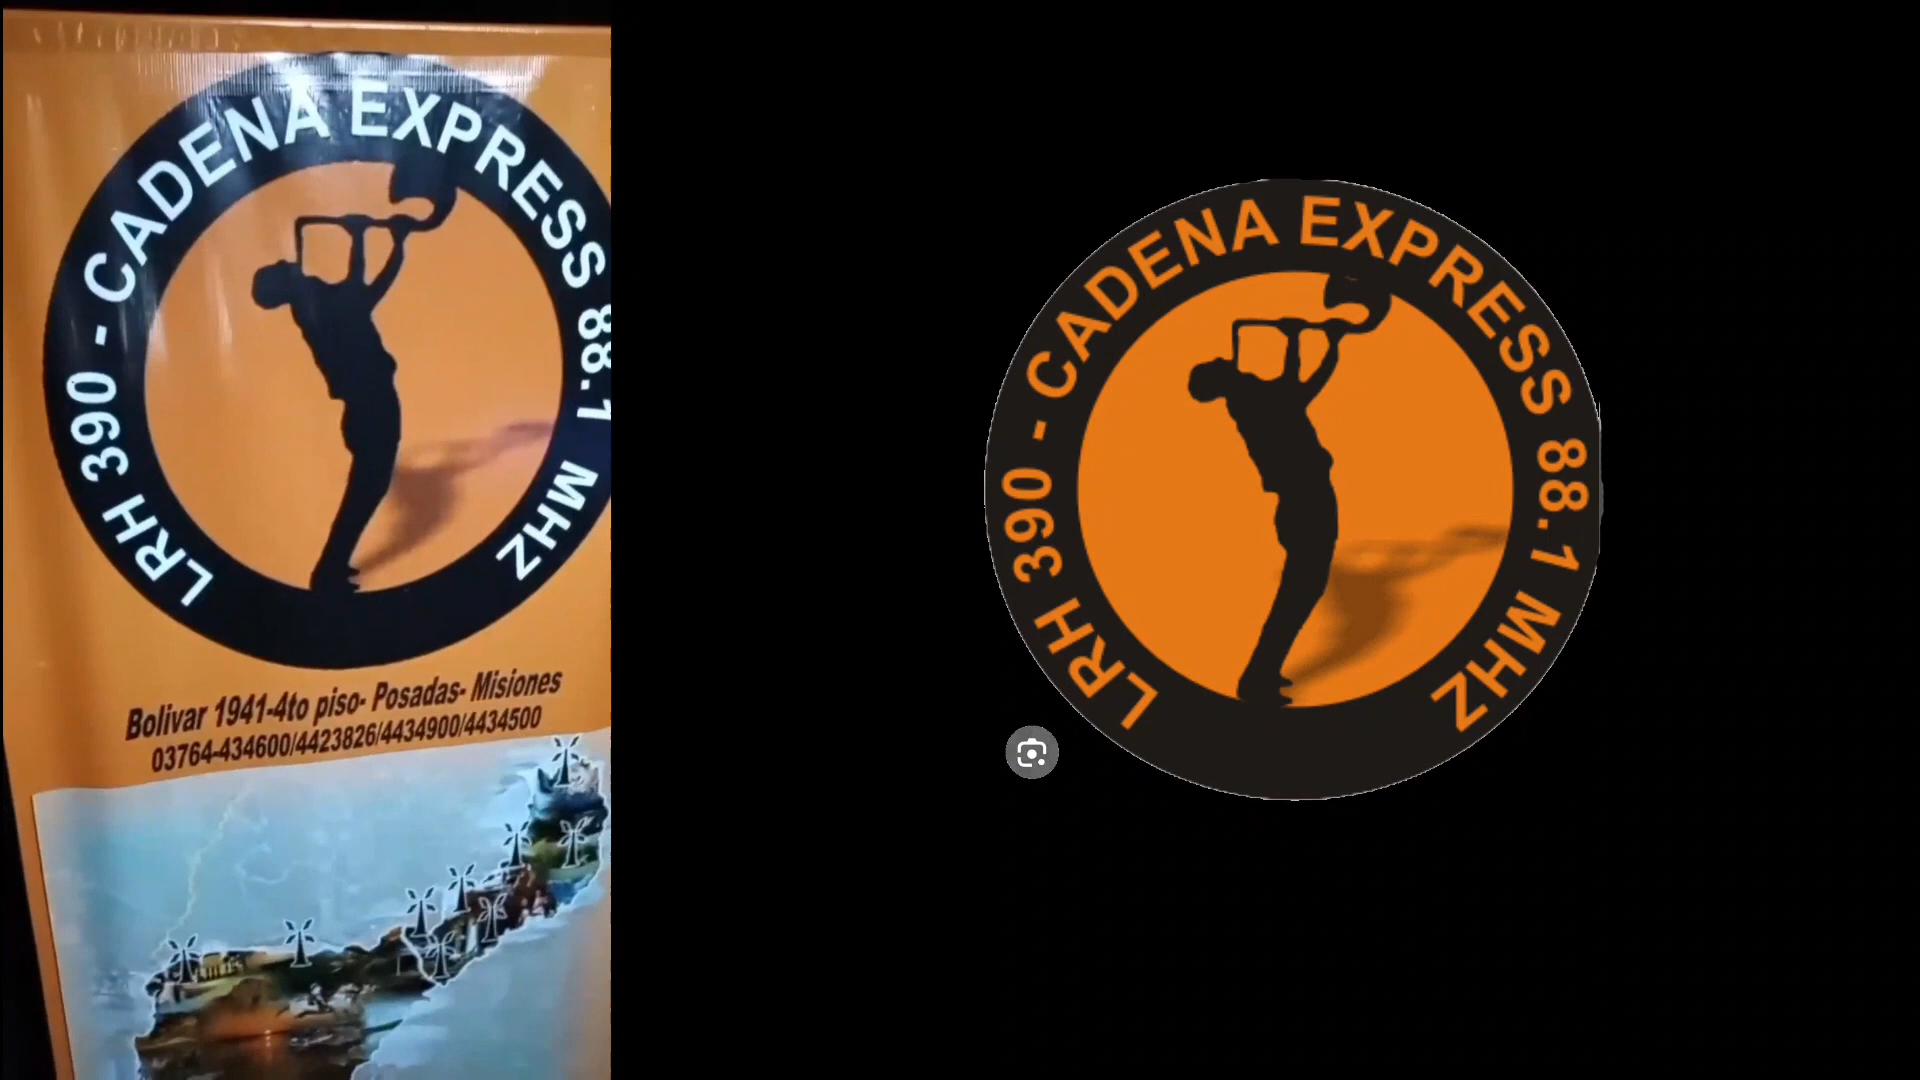 LRH 390 - CADENA EXPRESS 88.1 MHZ
Bolivar 1941-4to piso- Posadas- Misiones
03764-434600/4423826/4434900/4434500
LRH 390 - CADENA EXPRESS 88.1 MHZ